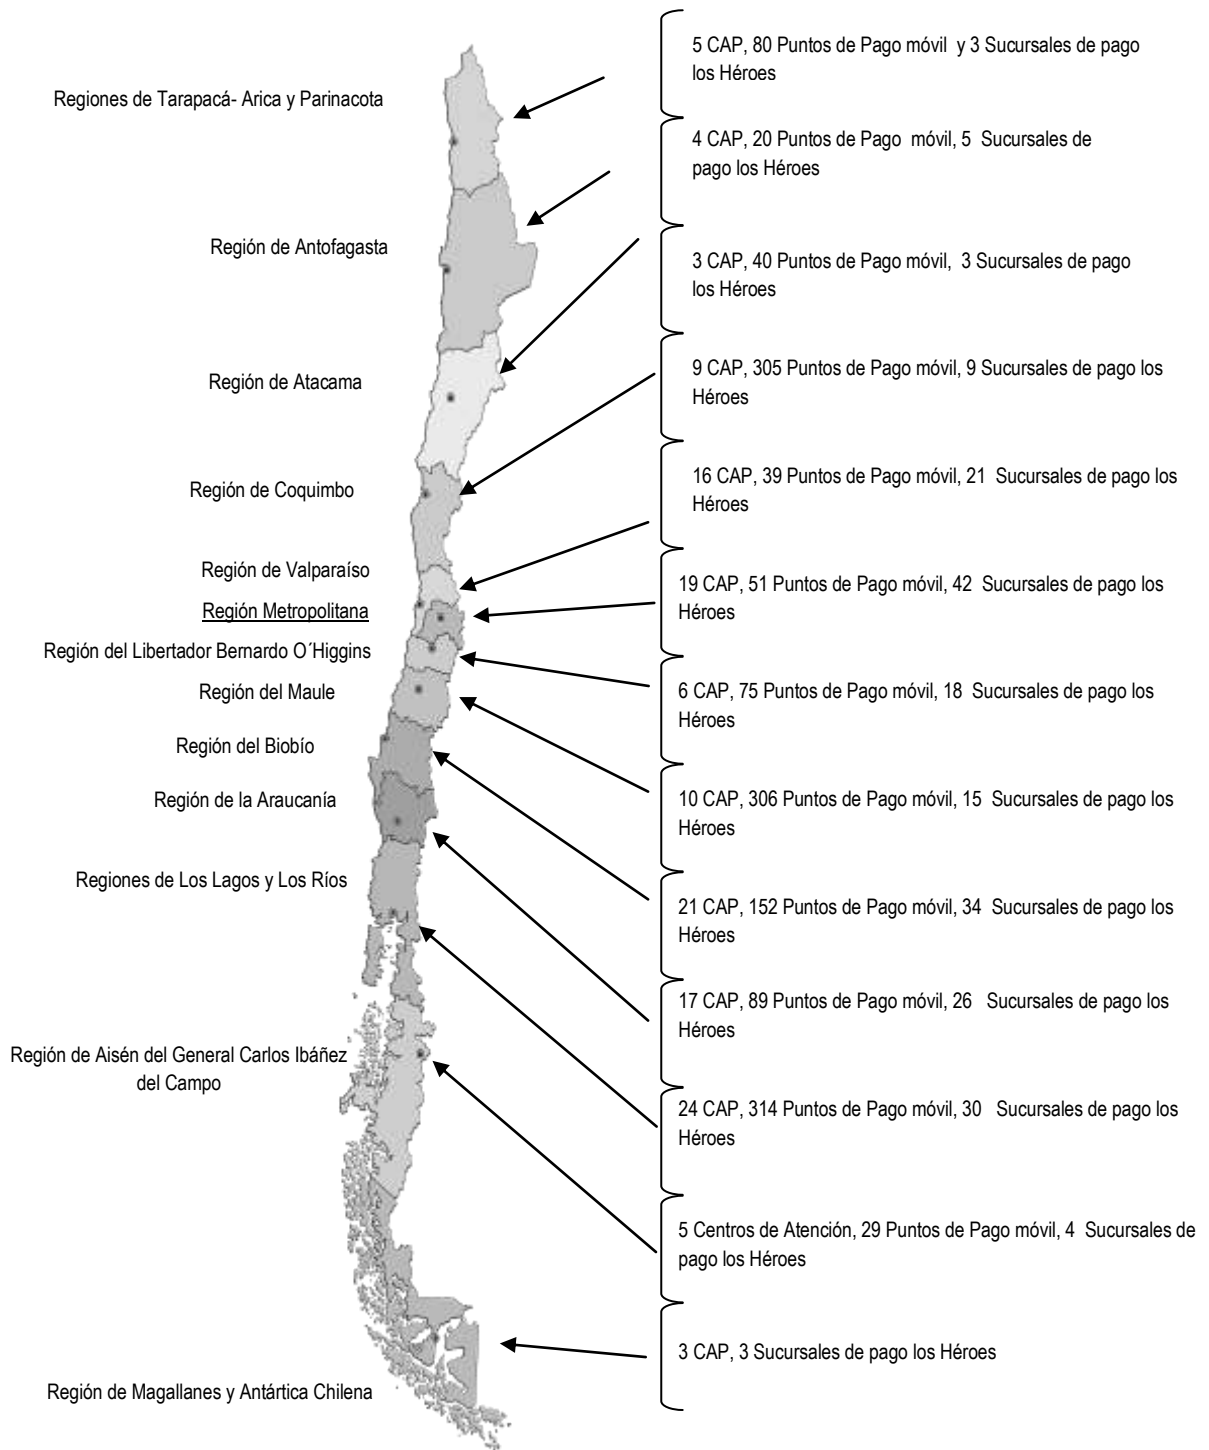 Regiones de Tarapacá- Arica y Parinacota
5 CAP, 80 Puntos de Pago móvil y 3 Sucursales de pago
los Héroes
Región de Antofagasta
4 CAP, 20 Puntos de Pago móvil, 5 Sucursales de
pago los Héroes
Región de Atacama
3 CAP, 40 Puntos de Pago móvil, 3 Sucursales de pago
los Héroes
Región de Coquimbo
9 CAP, 305 Puntos de Pago móvil, 9 Sucursales de pago los
Héroes
Región de Valparaíso
16 CAP, 39 Puntos de Pago móvil, 21 Sucursales de pago los
Héroes
Región Metropolitana
19 CAP, 51 Puntos de Pago móvil, 42 Sucursales de pago los
Héroes
Región del Libertador Bernardo O´Higgins
6 CAP, 75 Puntos de Pago móvil, 18 Sucursales de pago los
Héroes
Región del Maule
10 CAP, 306 Puntos de Pago móvil, 15 Sucursales de pago los
Héroes
Región del Biobío
21 CAP, 152 Puntos de Pago móvil, 34 Sucursales de pago los
Héroes
Región de la Araucanía
17 CAP, 89 Puntos de Pago móvil, 26 Sucursales de pago los
Héroes
Regiones de Los Lagos y Los Ríos
24 CAP, 314 Puntos de Pago móvil, 30 Sucursales de pago los
Héroes
Región de Aisén del General Carlos Ibáñez
del Campo
5 Centros de Atención, 29 Puntos de Pago móvil, 4 Sucursales de
pago los Héroes
Región de Magallanes y Antártica Chilena
3 CAP, 3 Sucursales de pago los Héroes